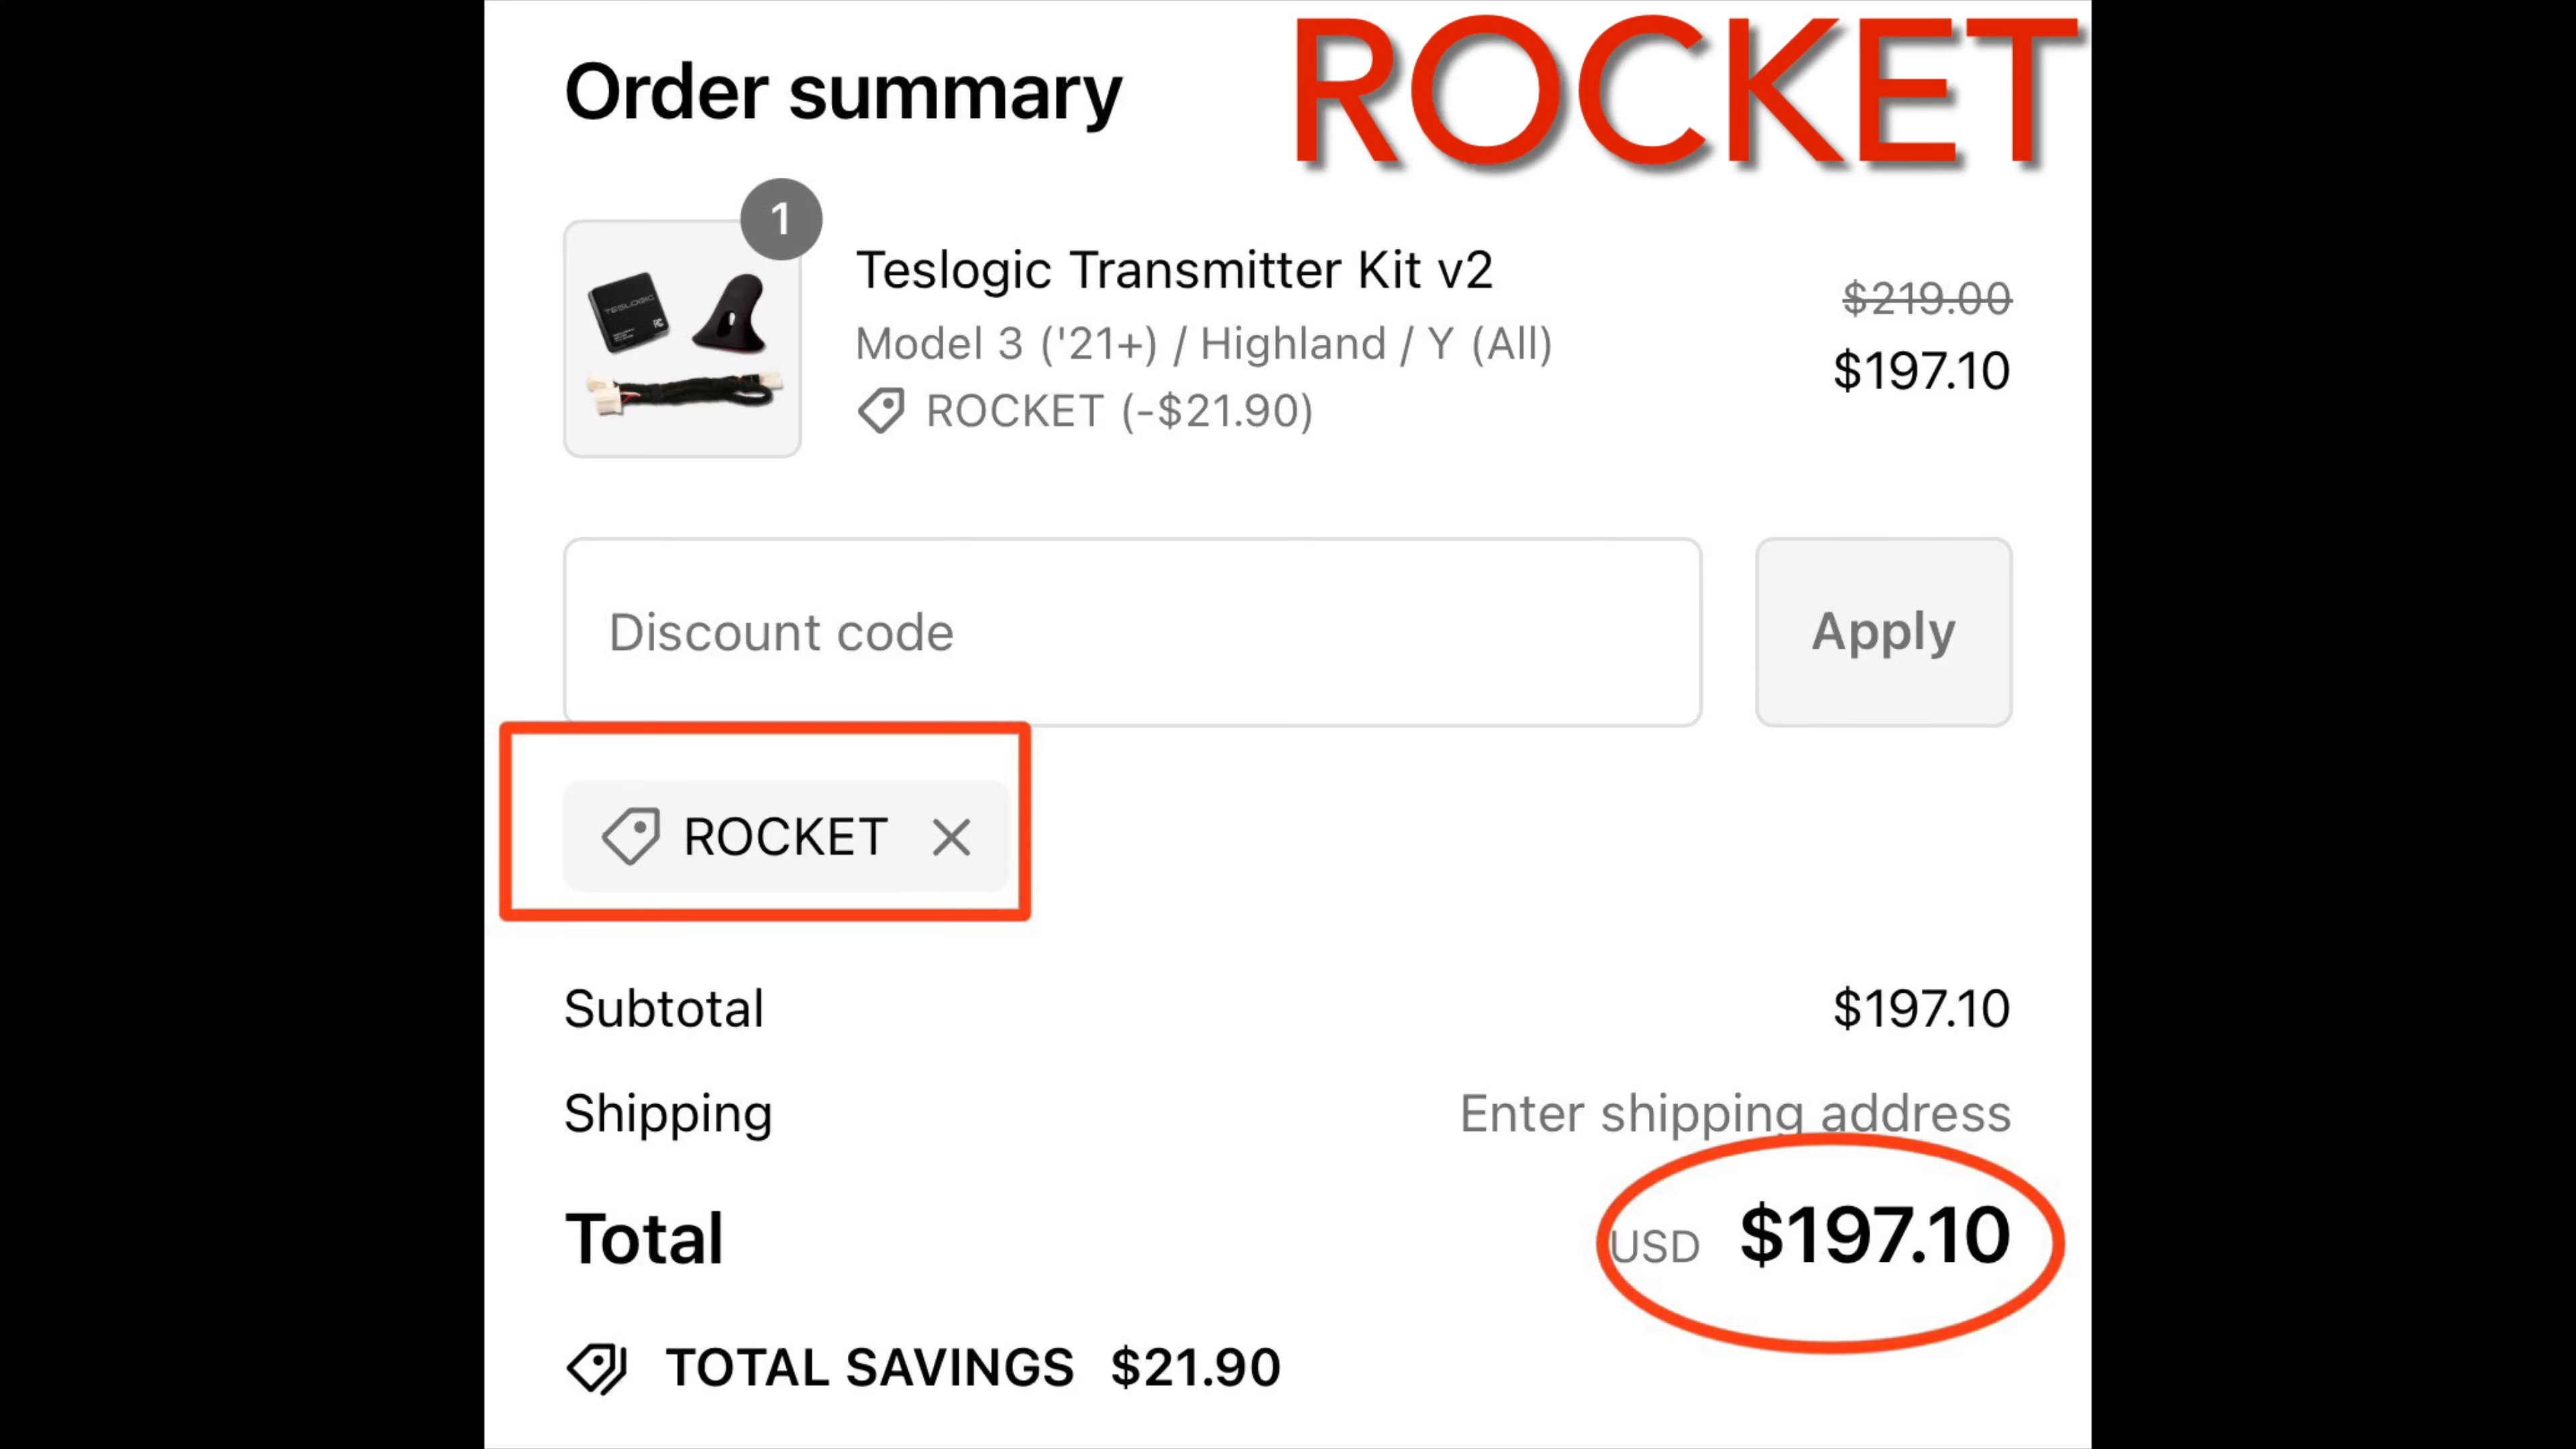 ROCKET
Order summary
1
TESLOGIC
FC
Teslogic Transmitter Kit v2
$219.00
Model 3 ('21+) / Highland / Y (All)
$197.10
ROCKET (-$21.90)
Discount code
Apply
ROCKET
Subtotal
$197.10
Shipping
Enter shipping address
Total
USD $197.10
TOTAL SAVINGS $21.90